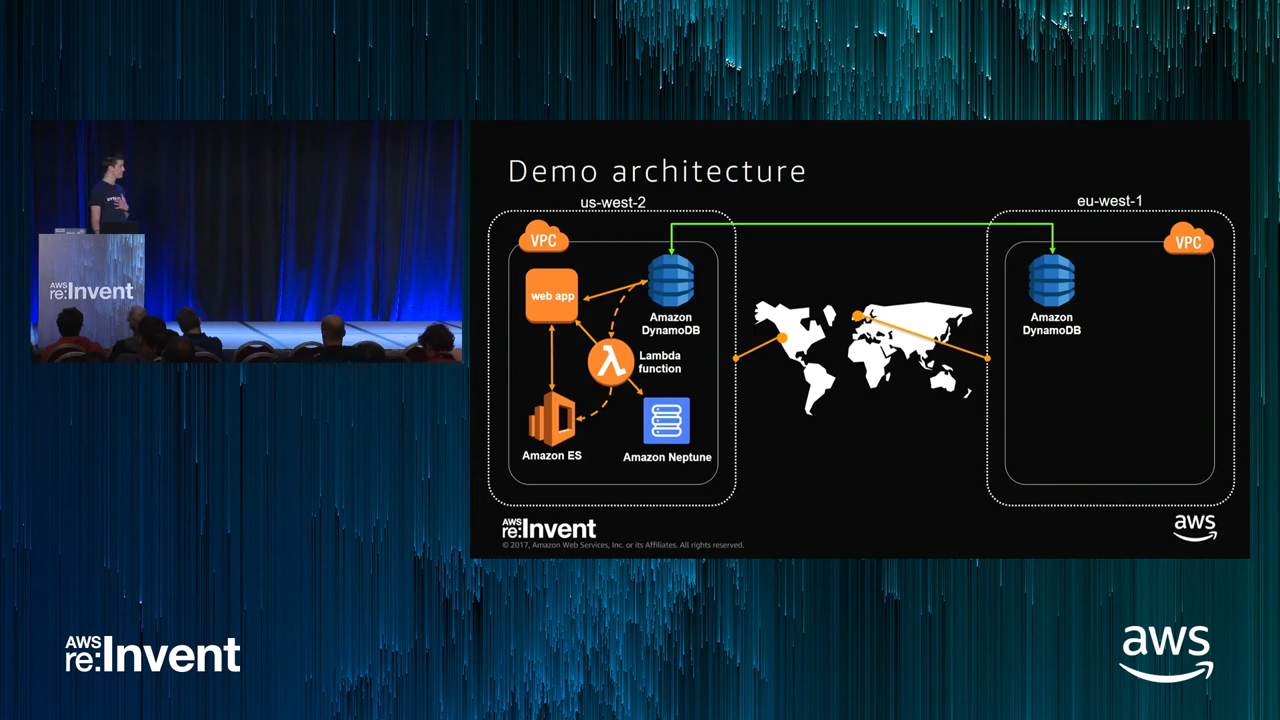 Demo architecture
us-west-2
eu-west-1
VPC
VPC
web app
Amazon
DynamoDB
Lambda
function
Amazon ES
Amazon Neptune
Amazon
DynamoDB
AWS
re:Invent
© 2017, Amazon Web Services, Inc. or its Affiliates. All rights reserved.
aws
AWS
re:Invent
AWS
re:Invent
aws